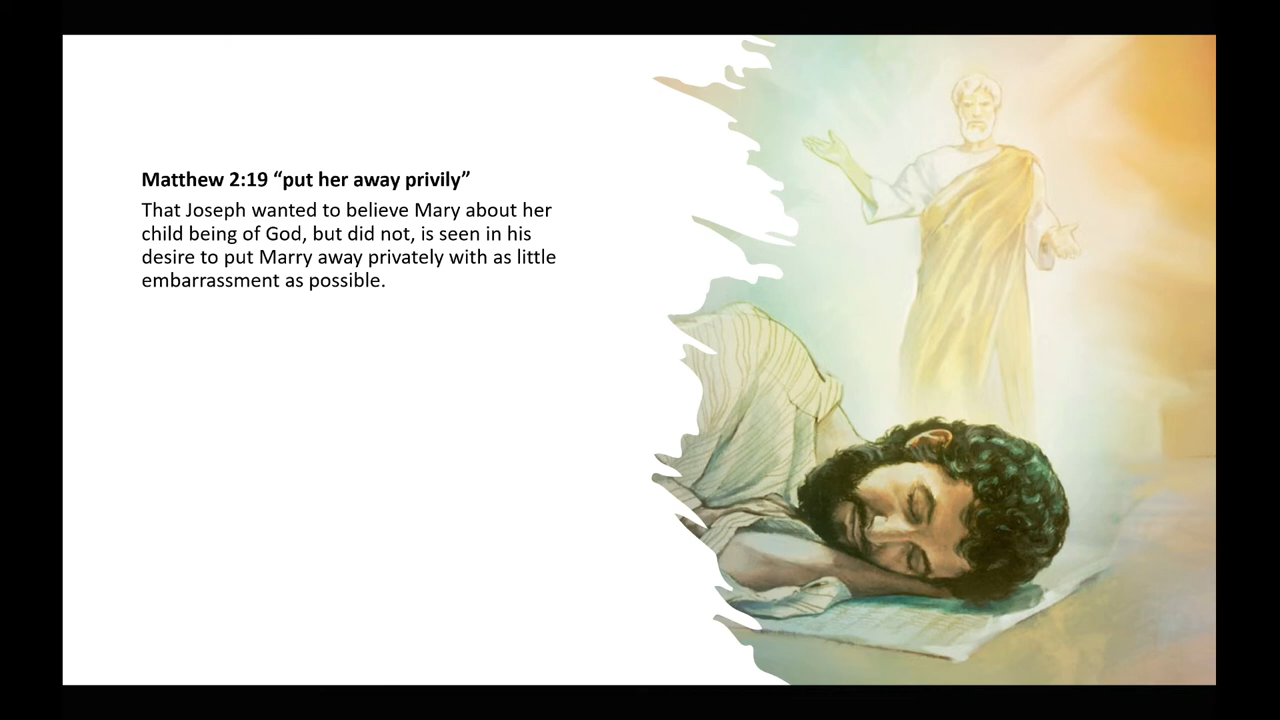 Matthew 2:19 “put her away privily”
That Joseph wanted to believe Mary about her
child being of God, but did not, is seen in his
desire to put Marry away privately with as little
embarrassment as possible.